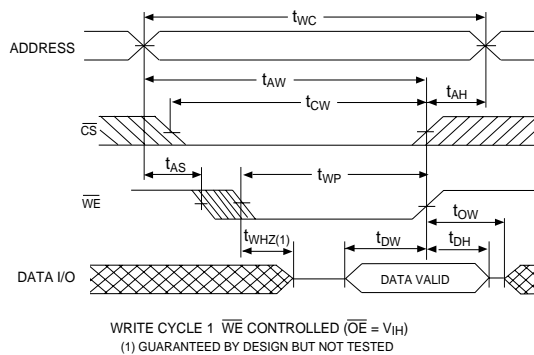 tWC
ADDRESS
tAW
tCW
tAH
CS
tAS
tWP
WE
tOW
tWHZ(1)
tDW
tDH
DATA I/O
DATA VALID
WRITE CYCLE 1 WE CONTROLLED (OE = VIH)
(1) GUARANTEED BY DESIGN BUT NOT TESTED